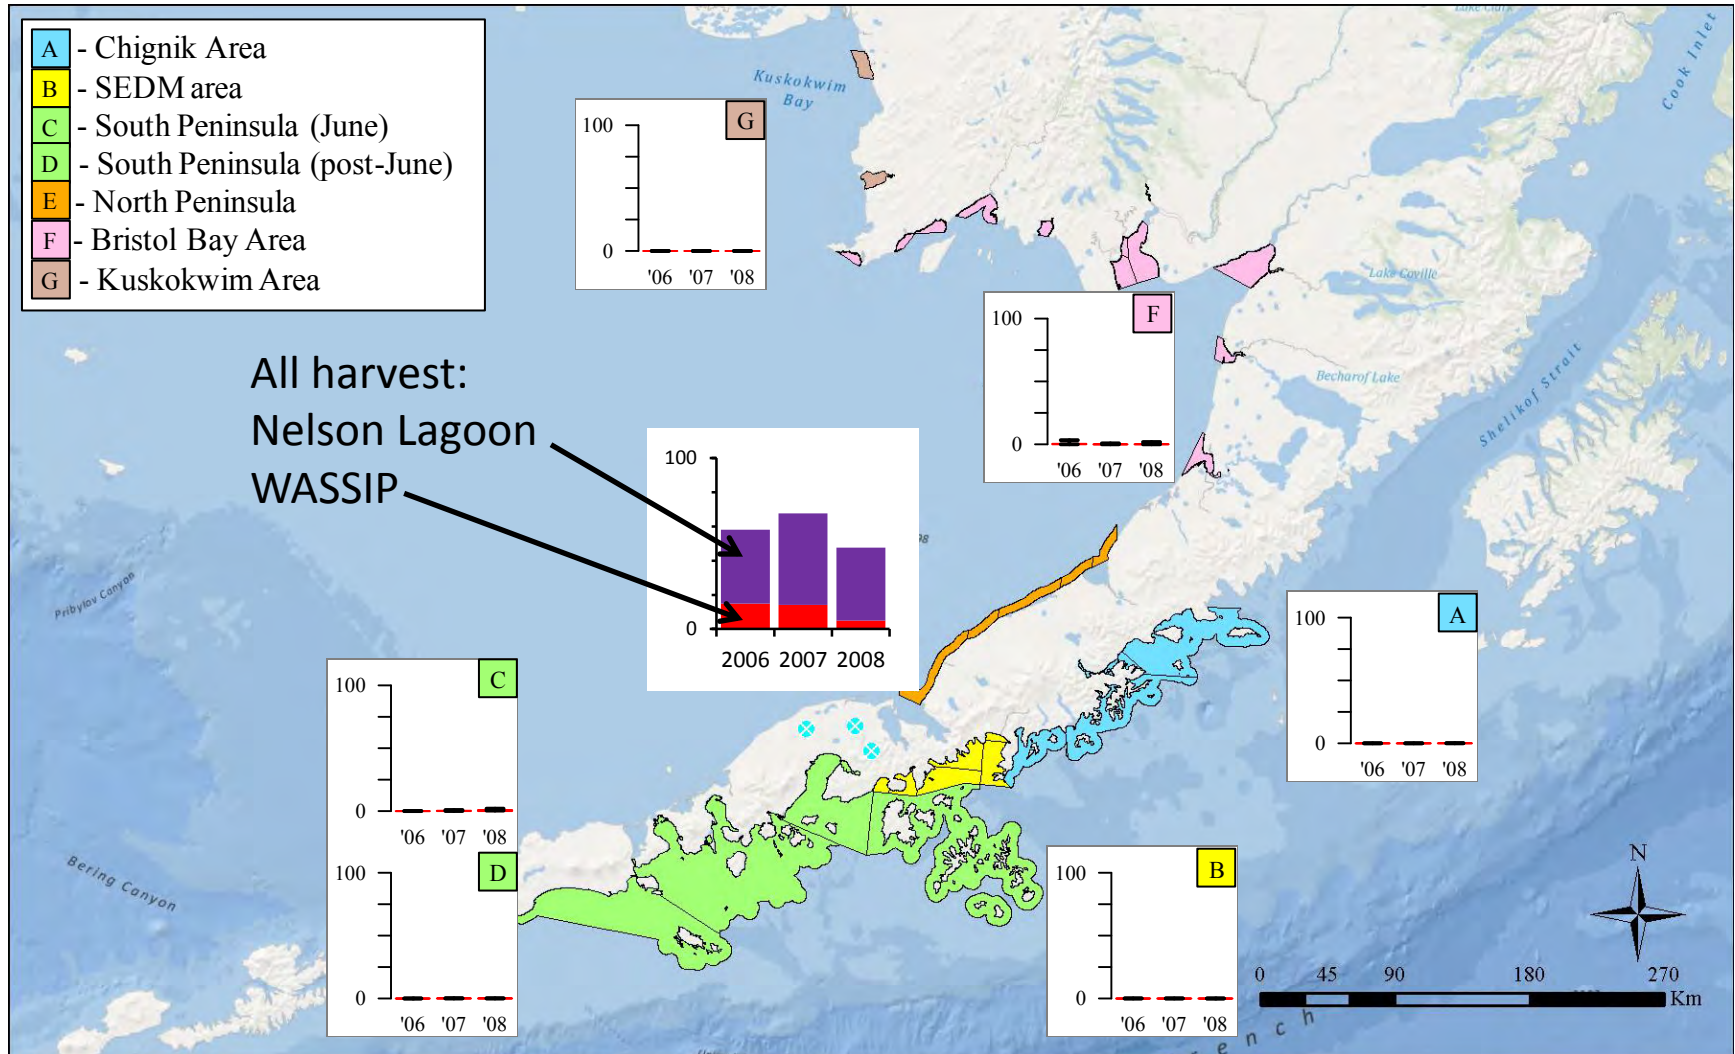 A - Chignik Area
B - SEDM area
C - South Peninsula (June)
D - South Peninsula (post-June)
E - North Peninsula
F - Bristol Bay Area
G - Kuskokwim Area
Kuskokwim
Bay
Lake Clark
Cook Inlet
G
100
0
'06 '07 '08
Lake Coville
F
100
0
'06 '07 '08
Becharof Lake
Shelikof Strait
All harvest:
Nelson Lagoon
WASSIP
100
0
2006 2007 2008
98
Pribylov Canyon
A
100
0
'06 '07 '08
C
100
0
'06 '07 '08
D
100
0
'06 '07 '08
B
100
0
'06 '07 '08
Bering Canyon
N
0 45 90 180 270
Km
ench